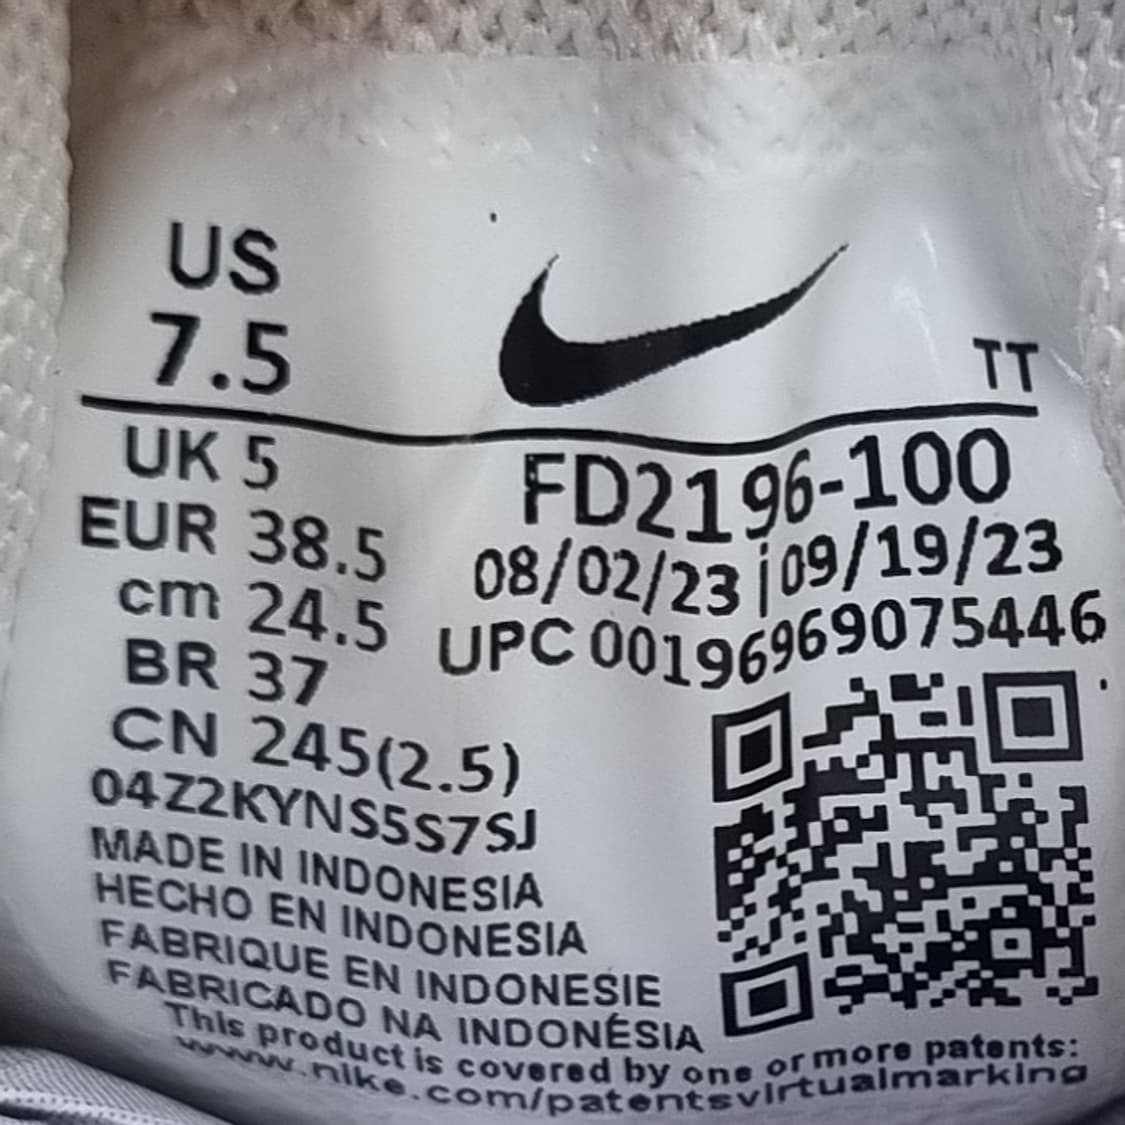 US
7.5
TT
UK 5
EUR 38.5
cm 24.5
BR 37
CN 245(2.5)
FD2196-100
08/02/23 | 09/19/23
UPC 00196969075446
04Z2KYNS5S7SJ
MADE IN INDONESIA
HECHO EN INDONESIA
FABRIQUE EN INDONESIE
FABRICADO NA INDONÉSIA
This product is covered by one or more patents:
www.nike.com/patentsvirtualmarking